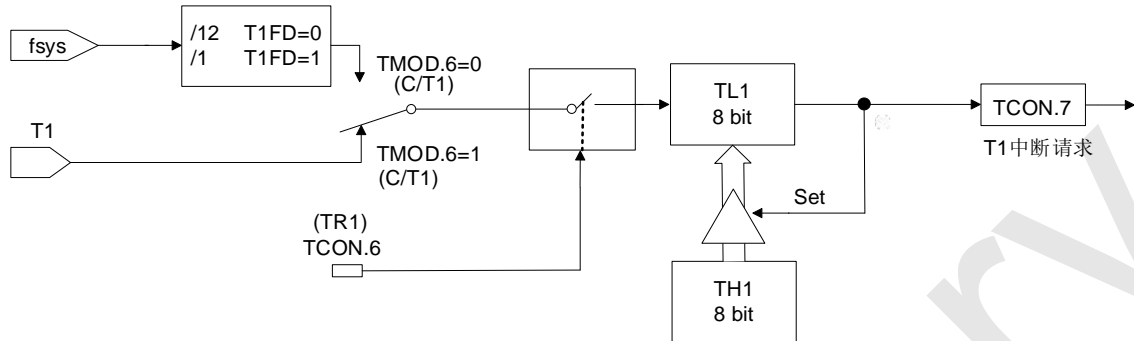 fsys
/12 T1FD=0
/1 T1FD=1
TMOD.6=0
(C/T1)
T1
TMOD.6=1
(C/T1)
(TR1)
TCON.6
TL1
8 bit
TCON.7
T1中断请求
Set
TH1
8 bit
ry